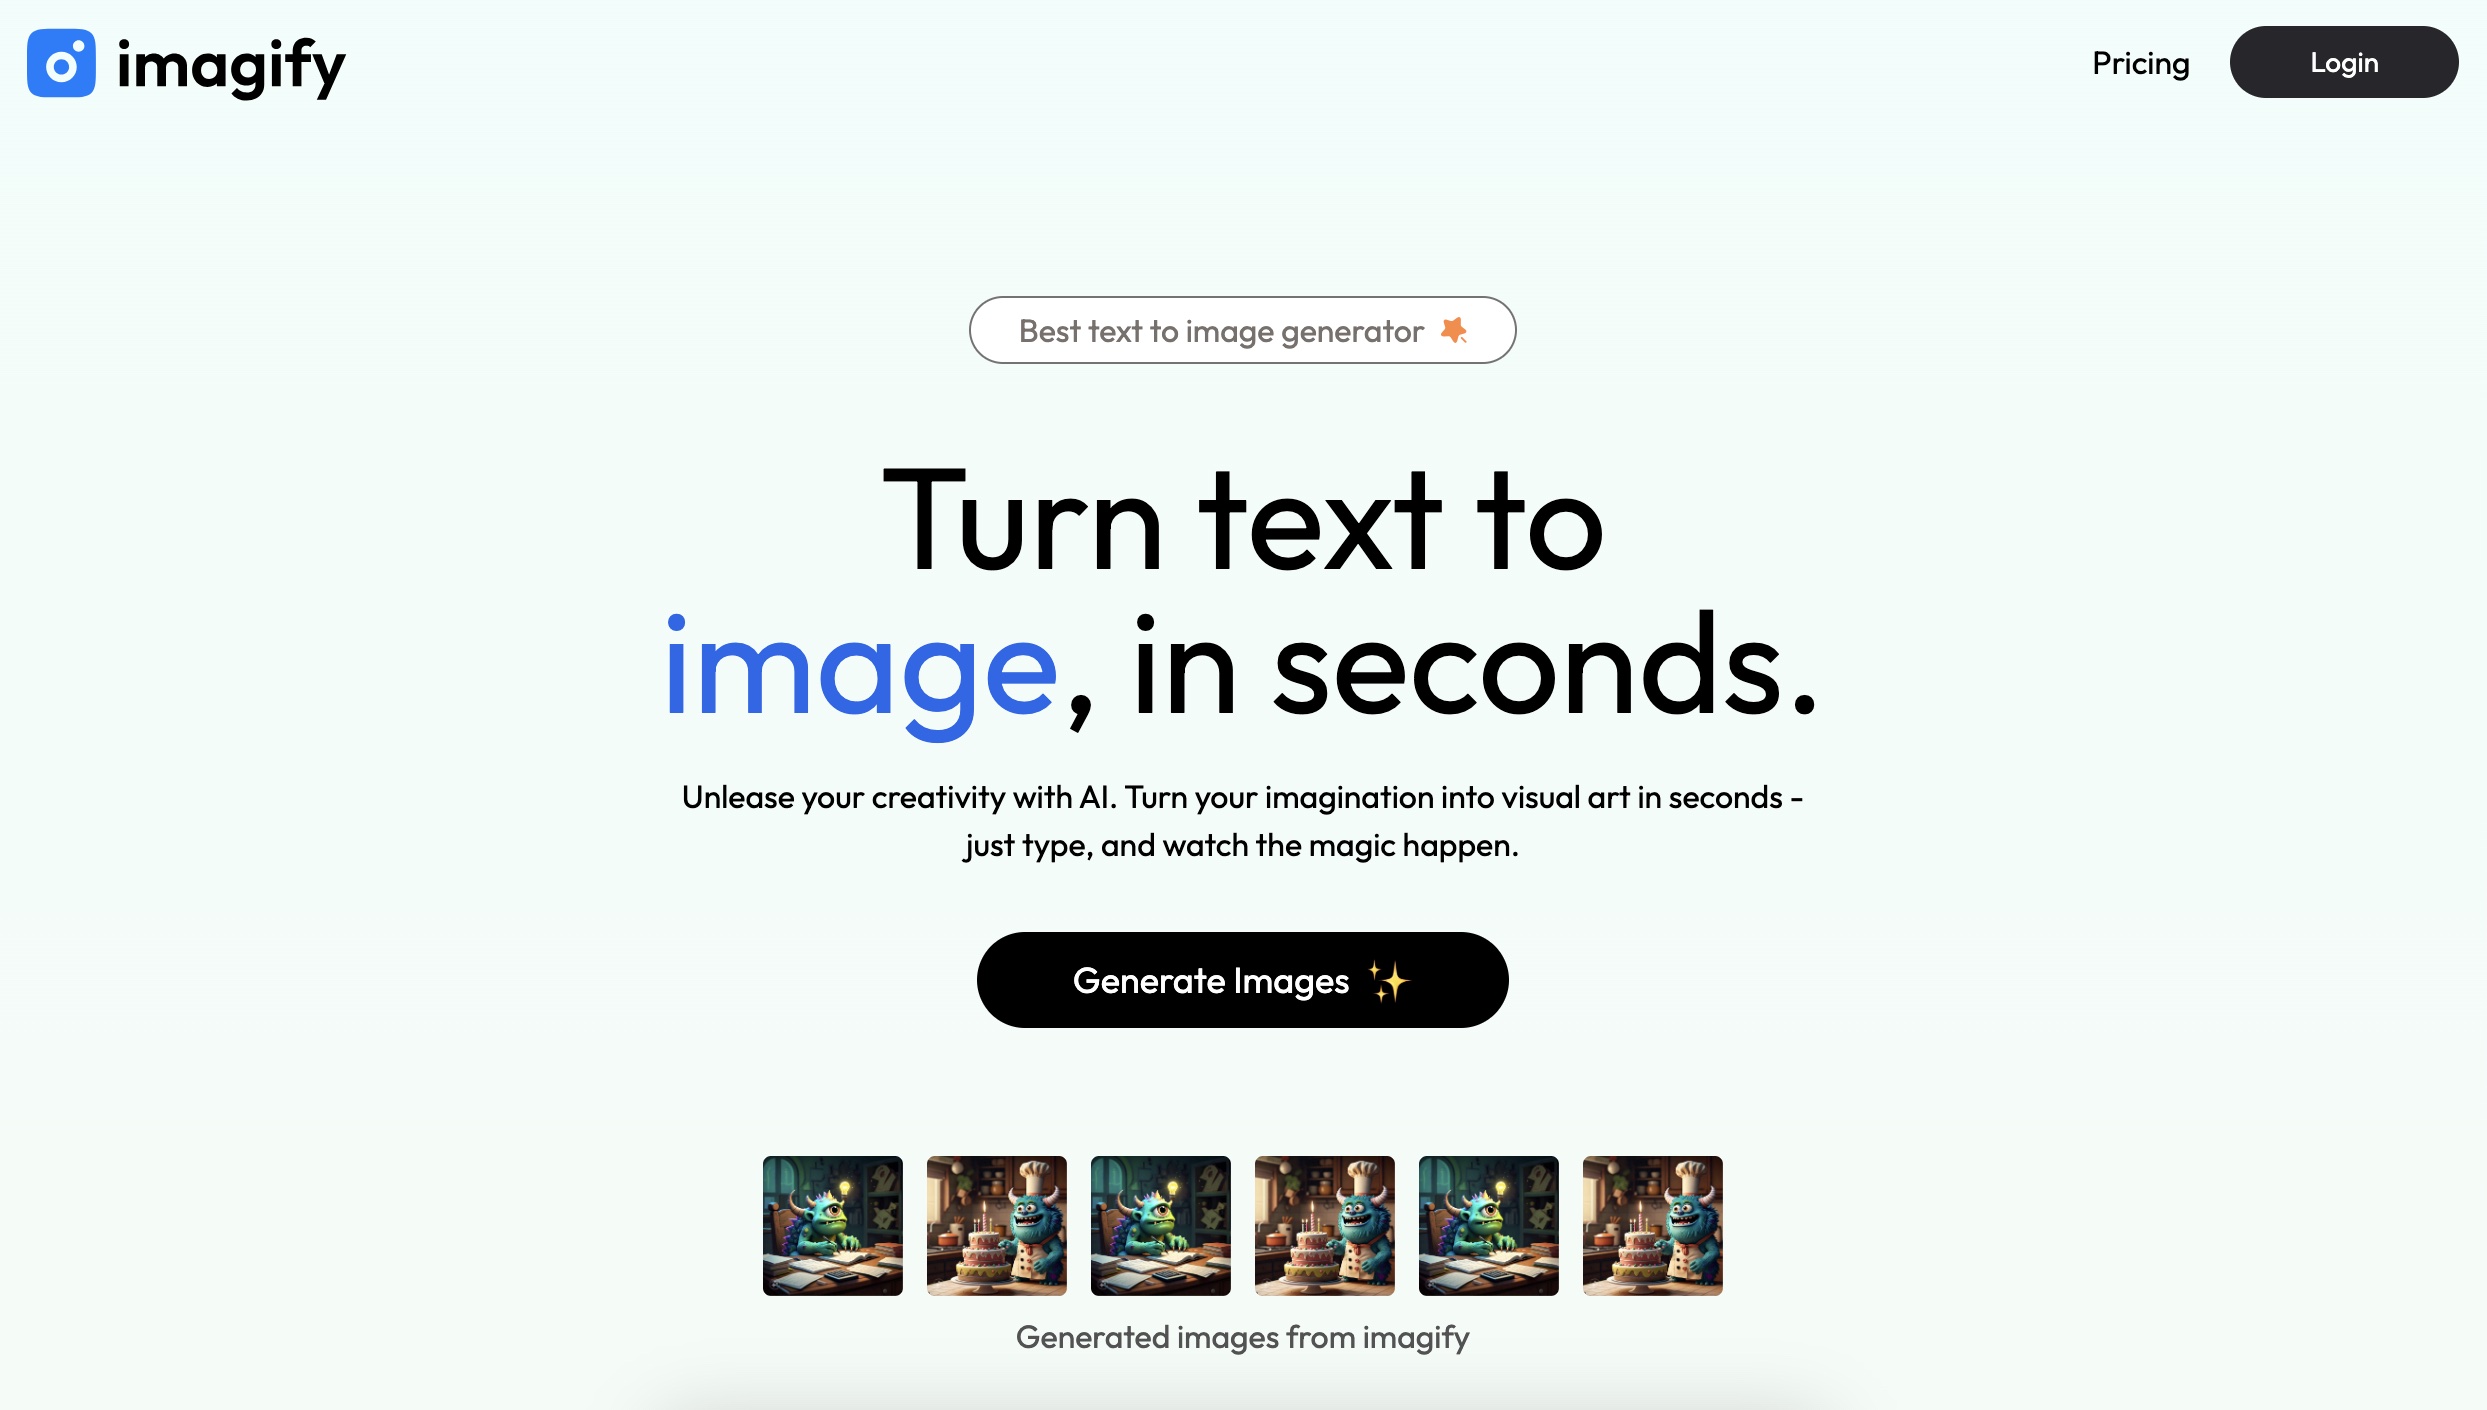 imagify
Pricing
Login
Best text to image generator
Turn text to
image, in seconds.
Unlease your creativity with AI. Turn your imagination into visual art in seconds -
just type, and watch the magic happen.
Generate Images ✨
Generated images from imagify